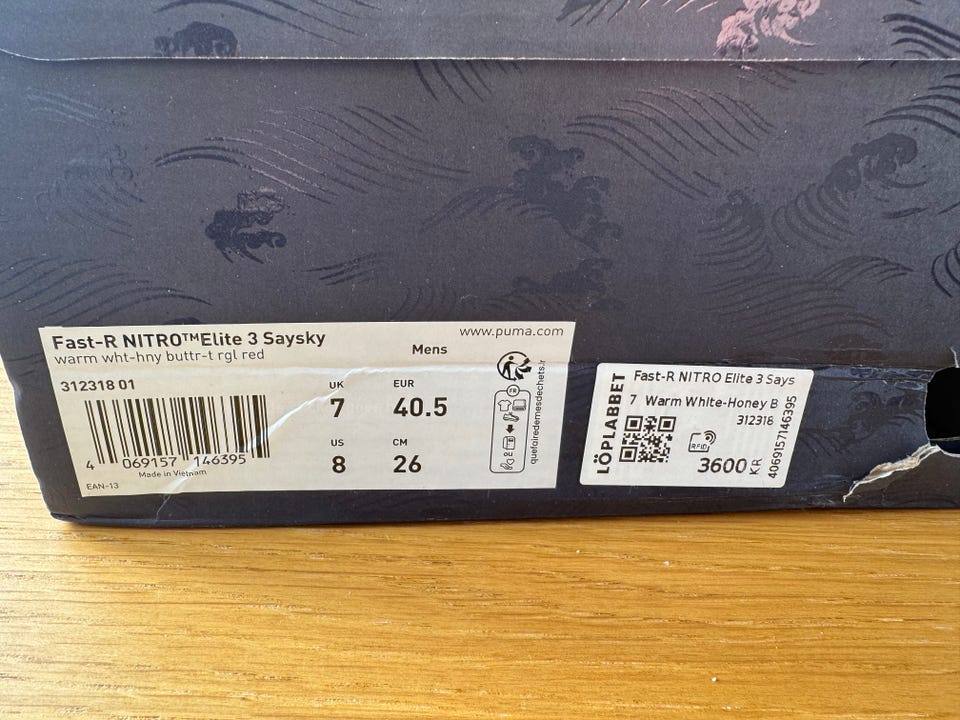 Fast-R NITRO™Elite 3 Saysky
warm wht-hny buttr-t rgl red
www.puma.com
Mens
312318 01
UK
7
EUR
40.5
US
8
CM
26
4 069157 146395
Made in Vietnam
EAN-13
FR
quefairedemesdechets.fr
LÖPLABBET
Fast-R NITRO Elite 3 Says
7 Warm White-Honey B
312318
RFID
3600 KR
4069157146395